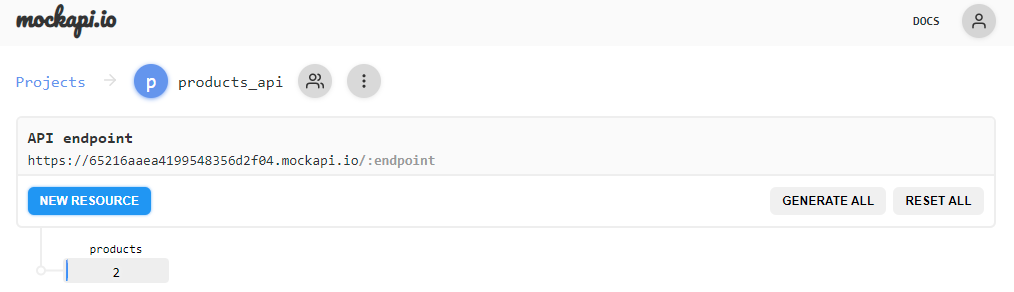 mockapi.io
DOCS
Projects
p
products_api
API endpoint
https://65216aaea4199548356d2f04.mockapi.io/:endpoint
NEW RESOURCE
GENERATE ALL
RESET ALL
products
2